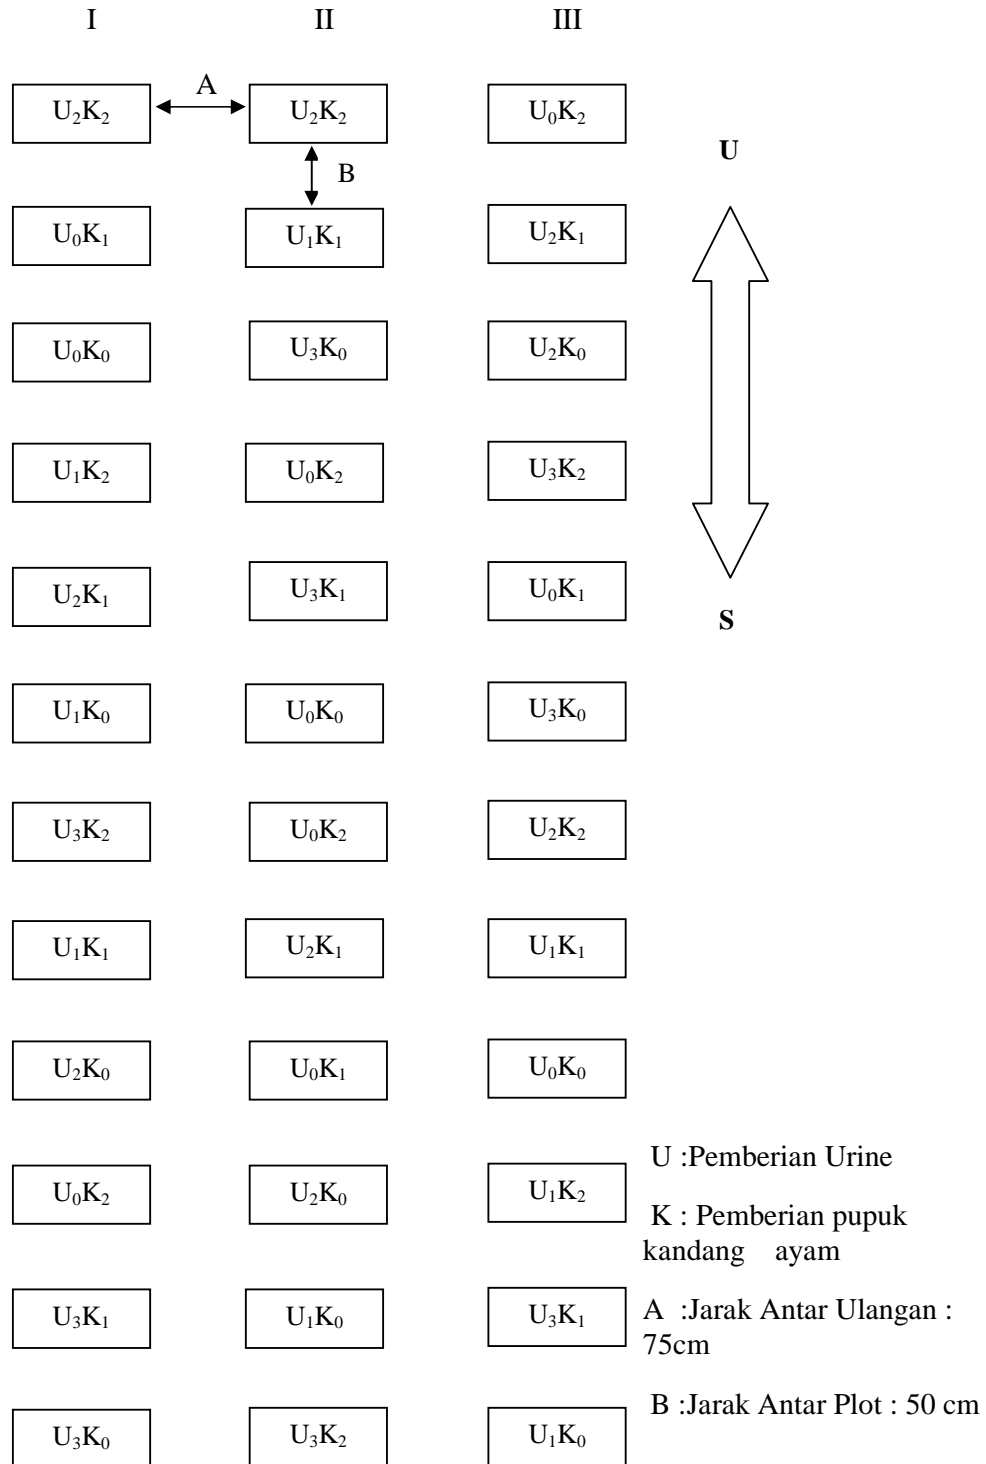 I II III
A
U₂K₂ U₂K₂ U₀K₂
U
B
U₀K₁ U₁K₁ U₂K₁
U₀K₀ U₃K₀ U₂K₀
U₁K₂ U₀K₂ U₃K₂
U₂K₁ U₃K₁ U₀K₁
S
U₁K₀ U₀K₀ U₃K₀
U₃K₂ U₀K₂ U₂K₂
U₁K₁ U₂K₁ U₁K₁
U₂K₀ U₀K₁ U₀K₀
U₀K₂ U₂K₀ U₁K₂
U₃K₁ U₁K₀ U₃K₁
U₃K₀ U₃K₂ U₁K₀
U :Pemberian Urine
K : Pemberian pupuk
kandang ayam
A :Jarak Antar Ulangan :
75cm
B :Jarak Antar Plot : 50 cm